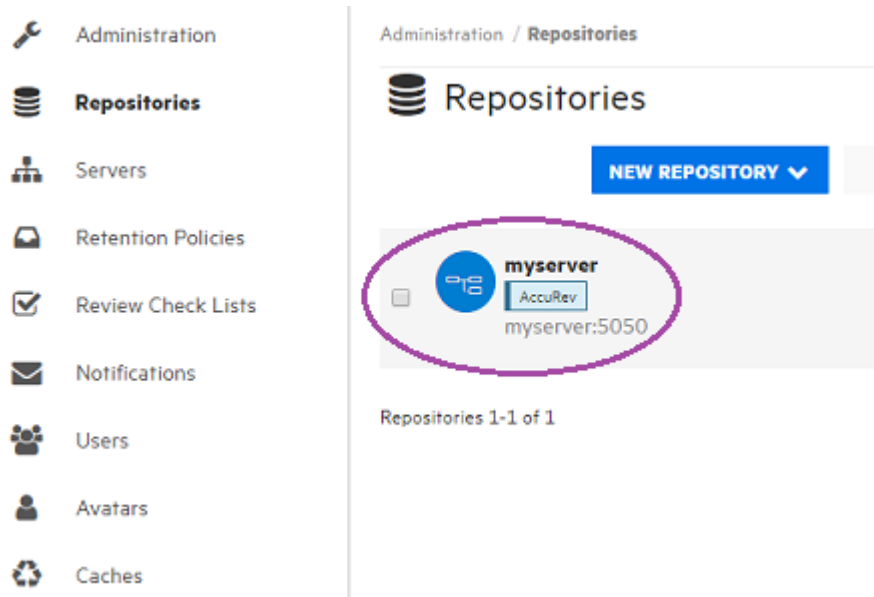 Administration
Repositories
Servers
Retention Policies
Review Check Lists
Notifications
Users
Avatars
Caches
Administration / Repositories
Repositories
NEW REPOSITORY
myserver
AccuRev
myserver:5050
Repositories 1-1 of 1